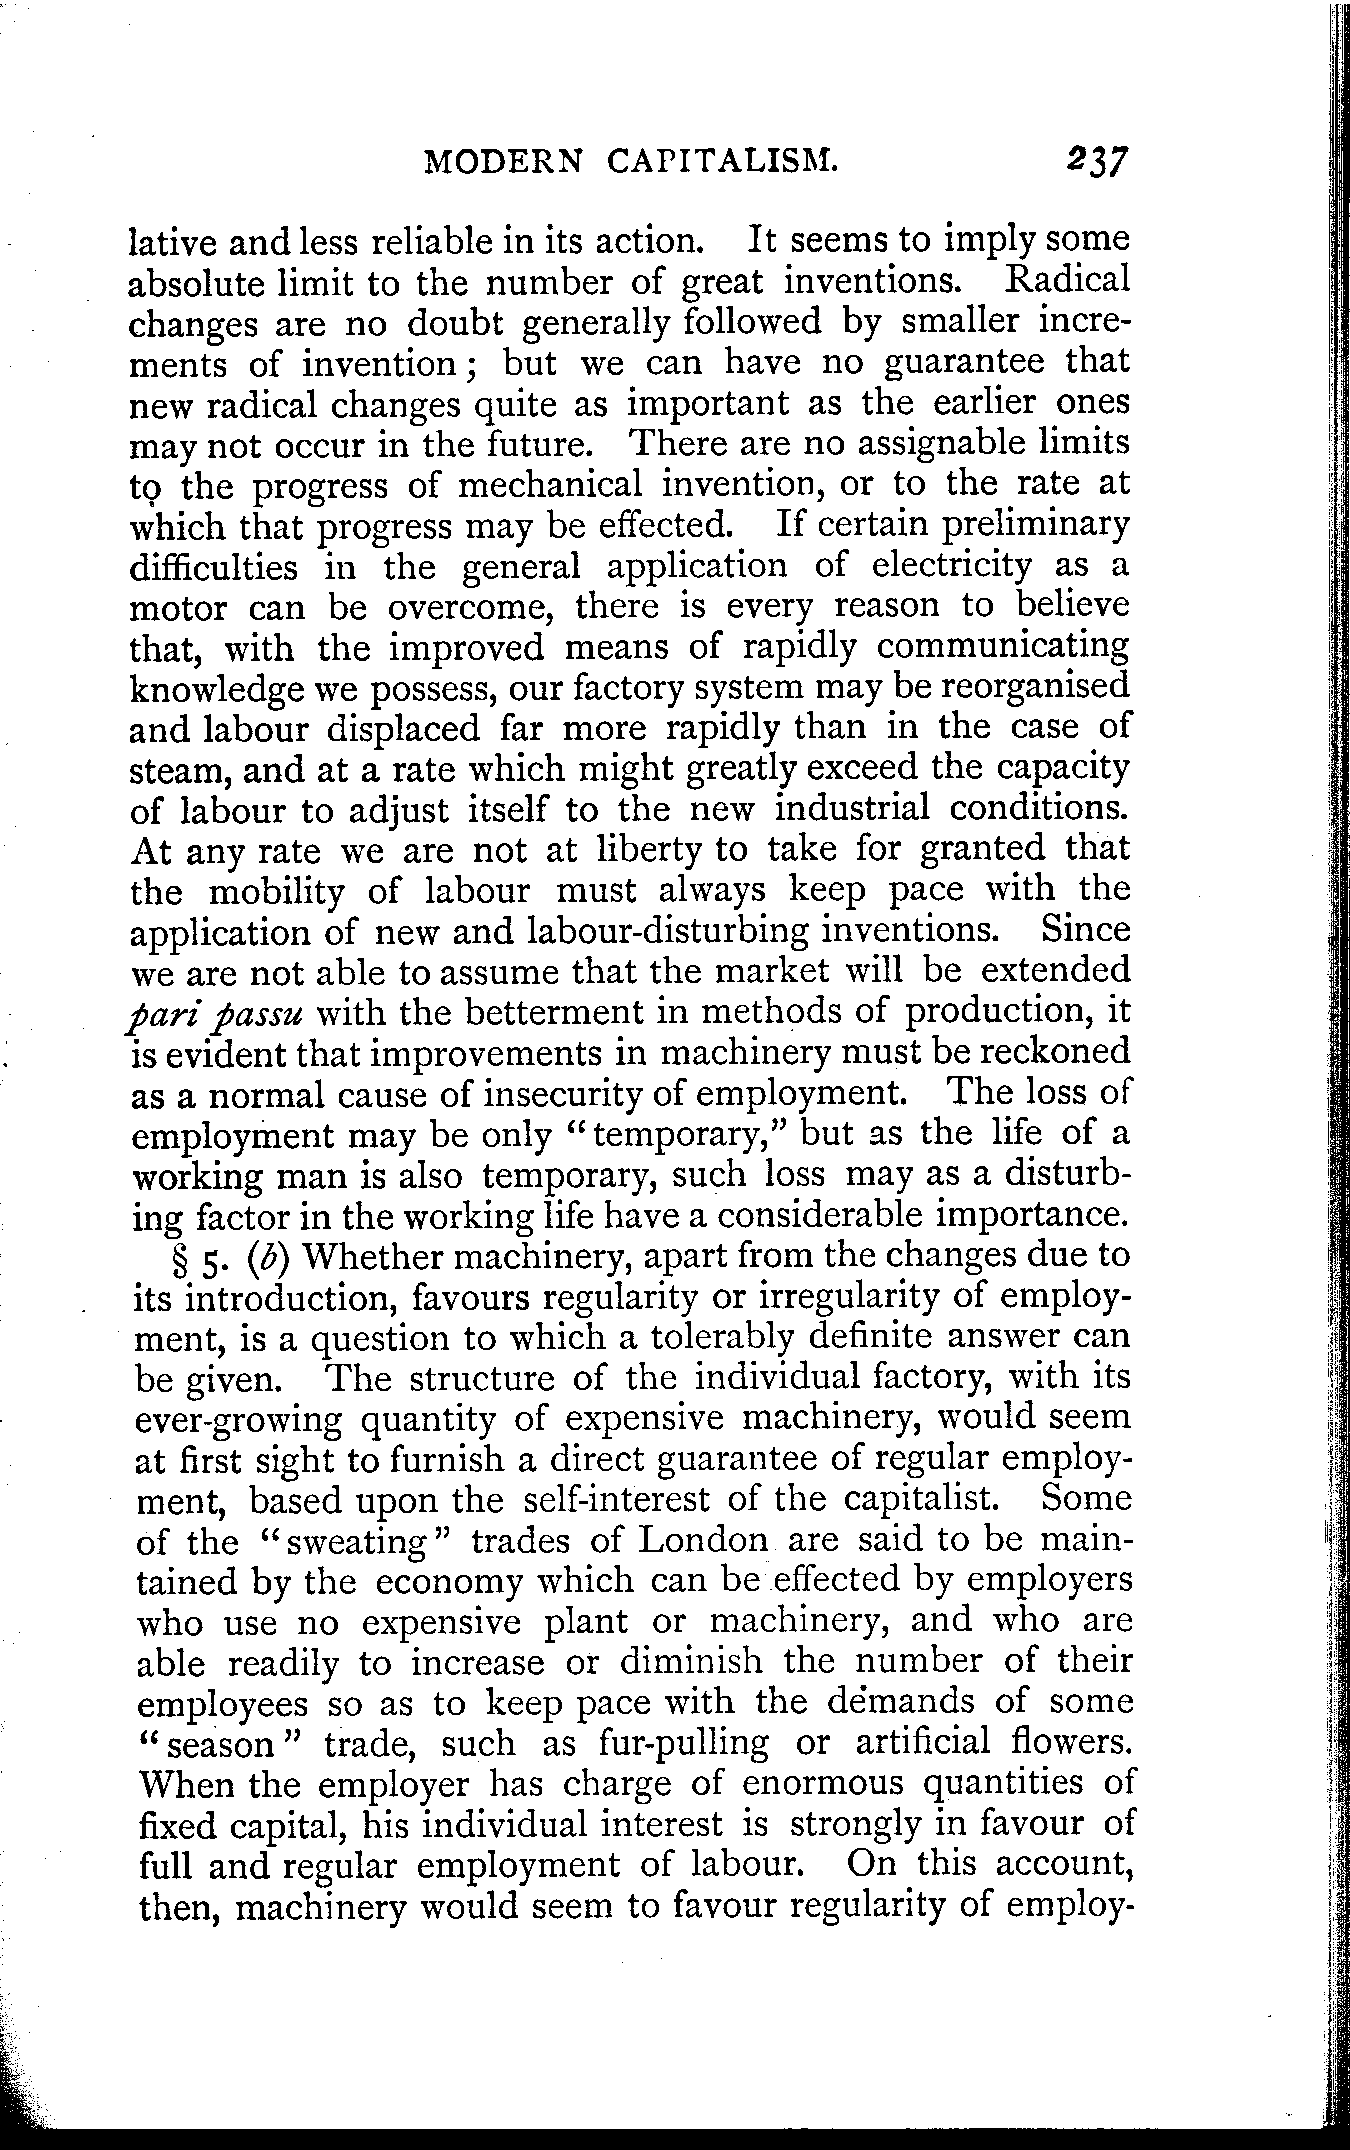 MODERN CAPITALISM. 237
lative and less reliable in its action. It seems to imply some
absolute limit to the number of great inventions. Radical
changes are no doubt generally followed by smaller incre-
ments of invention; but we can have no guarantee that
new radical changes quite as important as the earlier ones
may not occur in the future. There are no assignable limits
to the progress of mechanical invention, or to the rate at
which that progress may be effected. If certain preliminary
difficulties in the general application of electricity as a
motor can be overcome, there is every reason to believe
that, with the improved means of rapidly communicating
knowledge we possess, our factory system may be reorganised
and labour displaced far more rapidly than in the case of
steam, and at a rate which might greatly exceed the capacity
of labour to adjust itself to the new industrial conditions.
At any rate we are not at liberty to take for granted that
the mobility of labour must always keep pace with the
application of new and labour-disturbing inventions. Since
we are not able to assume that the market will be extended
pari passu with the betterment in methods of production, it
is evident that improvements in machinery must be reckoned
as a normal cause of insecurity of employment. The loss of
employment may be only "temporary," but as the life of a
working man is also temporary, such loss may as a disturb-
ing factor in the working life have a considerable importance.
§ 5. (b) Whether machinery, apart from the changes due to
its introduction, favours regularity or irregularity of employ-
ment, is a question to which a tolerably definite answer can
be given. The structure of the individual factory, with its
ever-growing quantity of expensive machinery, would seem
at first sight to furnish a direct guarantee of regular employ-
ment, based upon the self-interest of the capitalist. Some
of the "sweating" trades of London are said to be main-
tained by the economy which can be effected by employers
who use no expensive plant or machinery, and who are
able readily to increase or diminish the number of their
employees so as to keep pace with the demands of some
"season" trade, such as fur-pulling or artificial flowers.
When the employer has charge of enormous quantities of
fixed capital, his individual interest is strongly in favour of
full and regular employment of labour. On this account,
then, machinery would seem to favour regularity of employ-